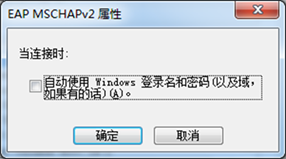 EAP MSCHAPv2 属性
当连接时:
自动使用 Windows 登录名和密码(以及域,
如果有的话)(A)。
确定
取消